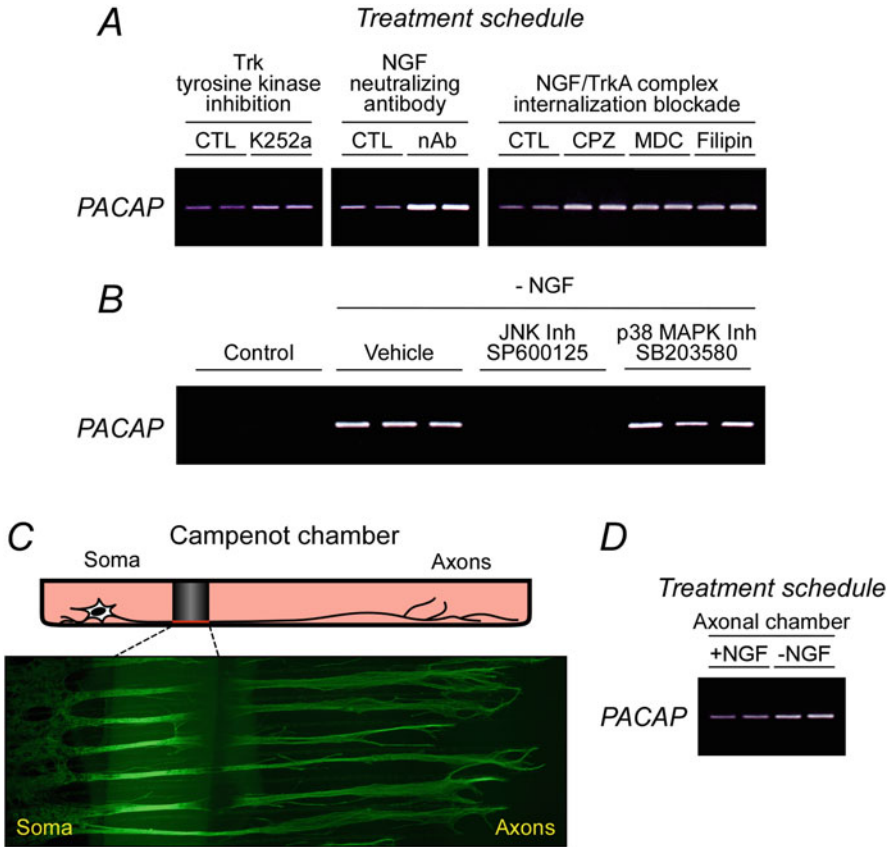 A
Treatment schedule
Trk
tyrosine kinase
inhibition
NGF
neutralizing
antibody
NGF/TrkA complex
internalization blockade
CTL K252a
CTL nAb
CTL CPZ MDC Filipin
PACAP
B
- NGF
Control
Vehicle
JNK Inh
SP600125
p38 MAPK Inh
SB203580
PACAP
C
Campenot chamber
Soma
Axons
Soma
Axons
D
Treatment schedule
Axonal chamber
+NGF -NGF
PACAP